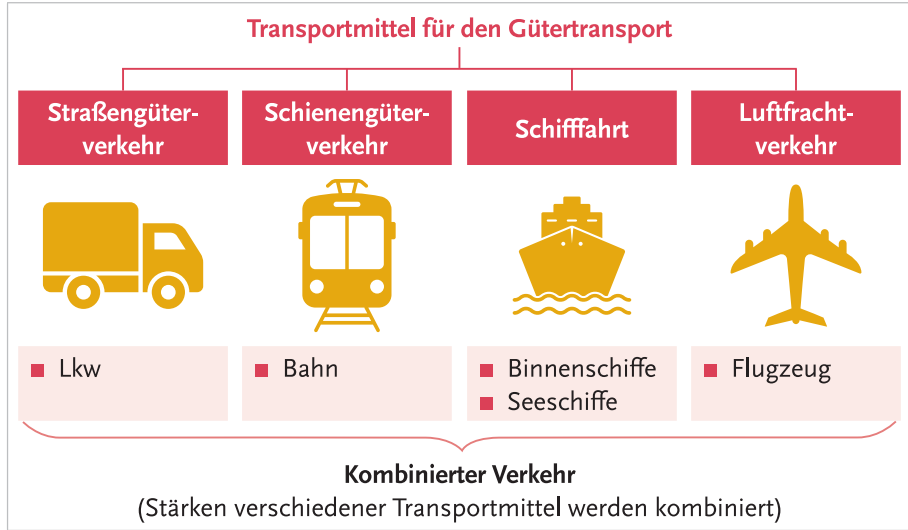 Transportmittel für den Gütertransport
Straßengüter-
verkehr
Schienengüter-
verkehr
Schifffahrt
Luftfracht-
verkehr
Lkw
Bahn
Binnenschiffe
Seeschiffe
Flugzeug
Kombinierter Verkehr
(Stärken verschiedener Transportmittel werden kombiniert)